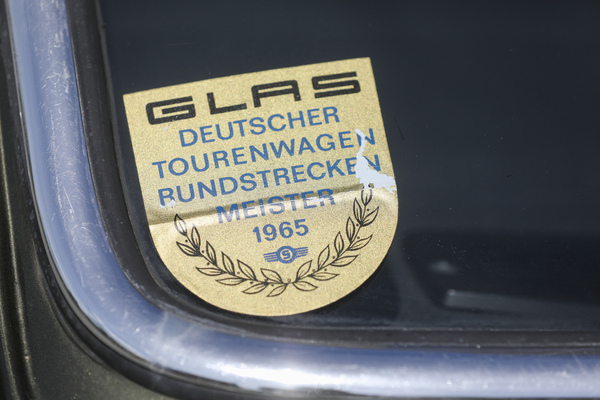 GLAS
DEUTSCHER
TOURENWAGEN
RUNDSTRECKEN
MEISTER
1965